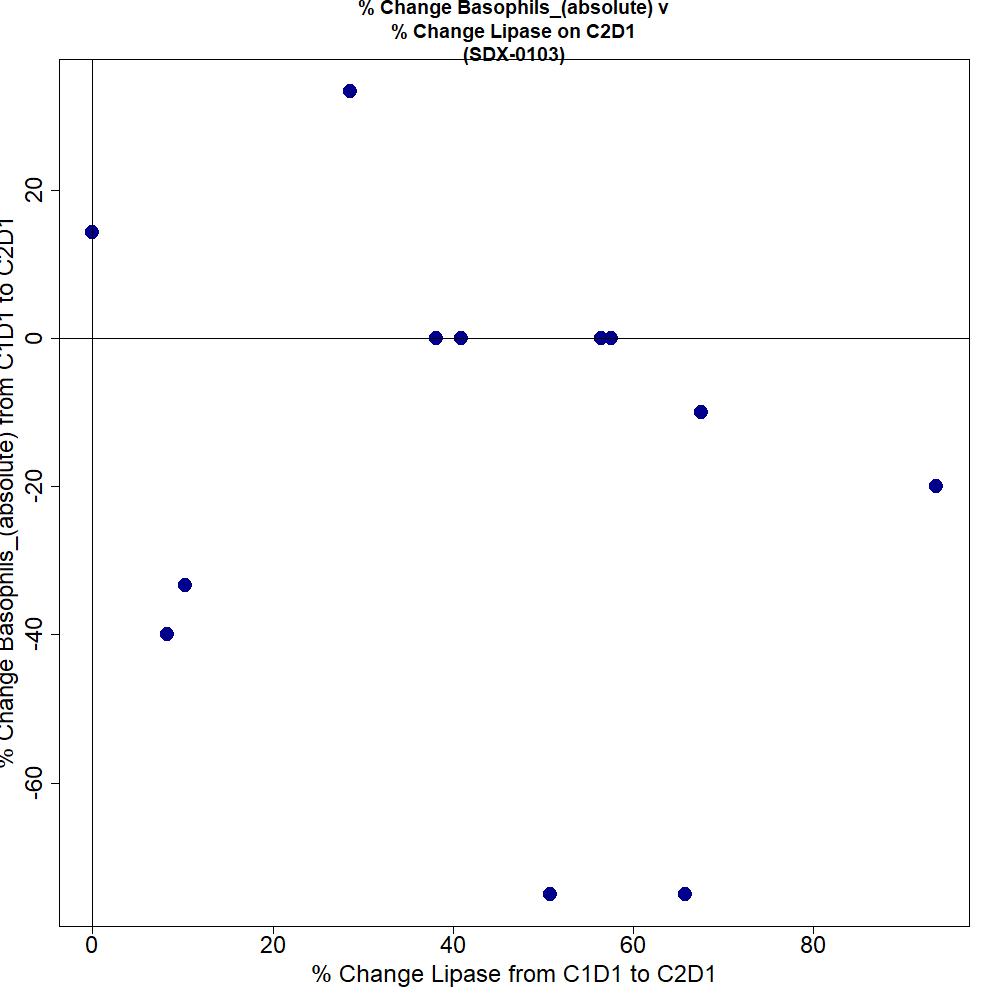 % Change Basophils_(absolute) v
% Change Lipase on C2D1
(SDX-0103)
% Change Basophils_(absolute) from C1D1 to C2D1
20
0
-20
-40
-60
0 20 40 60 80
% Change Lipase from C1D1 to C2D1